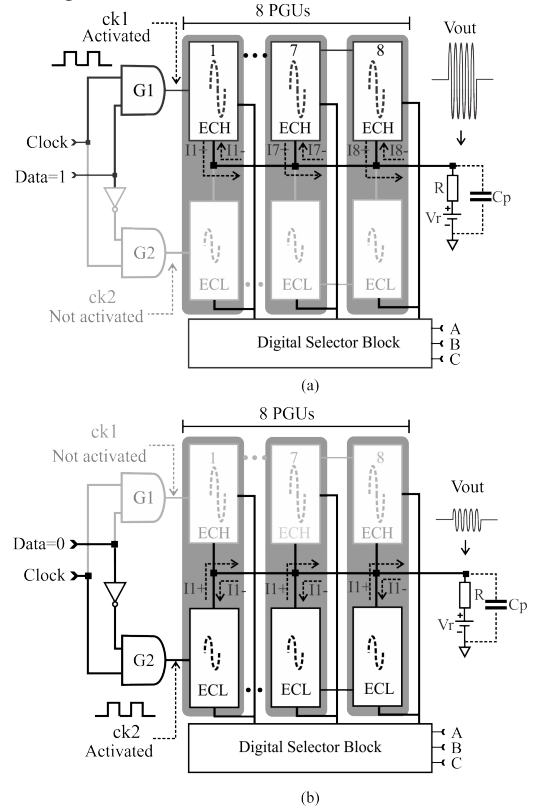 8 PGUs
ck1
Activated
Vout
1
7
8
G1
ECH
ECH
ECH
Clock
I1+
I1-
I7+
I7-
I8+
I8-
Data=1
R
Cp
Vr
G2
ECL
ECL
ECL
ck2
Not activated
Digital Selector Block
A
B
C
(a)
8 PGUs
ck1
Not activated
Vout
1
7
8
G1
ECH
ECH
ECH
Data=0
Clock
I1+
I1-
I1+
I1-
I1+
I1-
R
Cp
Vr
G2
ECL
ECL
ECL
ck2
Activated
Digital Selector Block
A
B
C
(b)